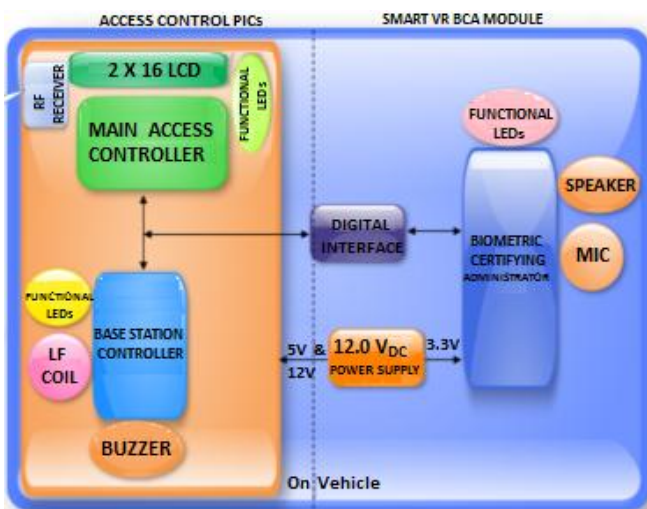 ACCESS CONTROL PICs
SMART VR BCA MODULE
RF
RECEIVER
2 X 16 LCD
FUNCTIONAL
LEDs
MAIN ACCESS
CONTROLLER
FUNCTIONAL
LEDs
SPEAKER
DIGITAL
INTERFACE
BIOMETRIC
CERTIFYING
ADMINISTRATOR
MIC
FUNCTIONAL
LEDs
BASE STATION
CONTROLLER
LF
COIL
5V &
12V
12.0 VDC
POWER SUPPLY
3.3V
BUZZER
On Vehicle